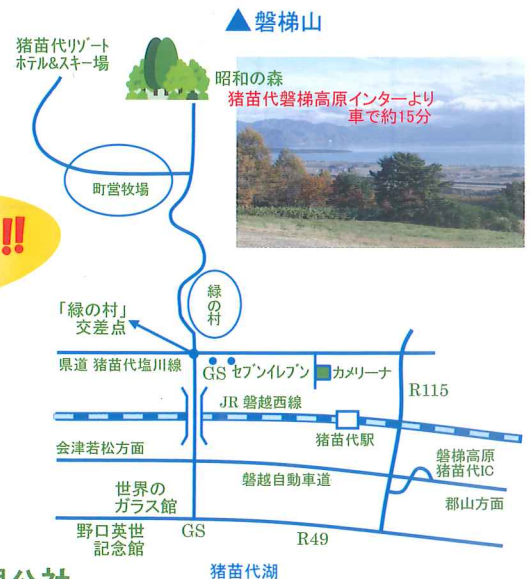 ▲磐梯山
猪苗代リゾート
ホテル&スキー場
昭和の森
猪苗代磐梯高原インターより
車で約15分
町営牧場
!!
緑の村
「緑の村」
交差点
県道 猪苗代塩川線
GS セブンイレブン
カメリーナ
R115
JR 磐越西線
猪苗代駅
会津若松方面
磐越自動車道
磐梯高原
猪苗代IC
郡山方面
世界の
ガラス館
野口英世
記念館
GS
R49
猪苗代湖